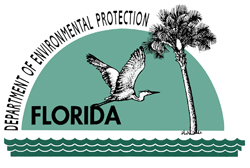 DEPARTMENT OF ENVIRONMENTAL PROTECTION
FLORIDA